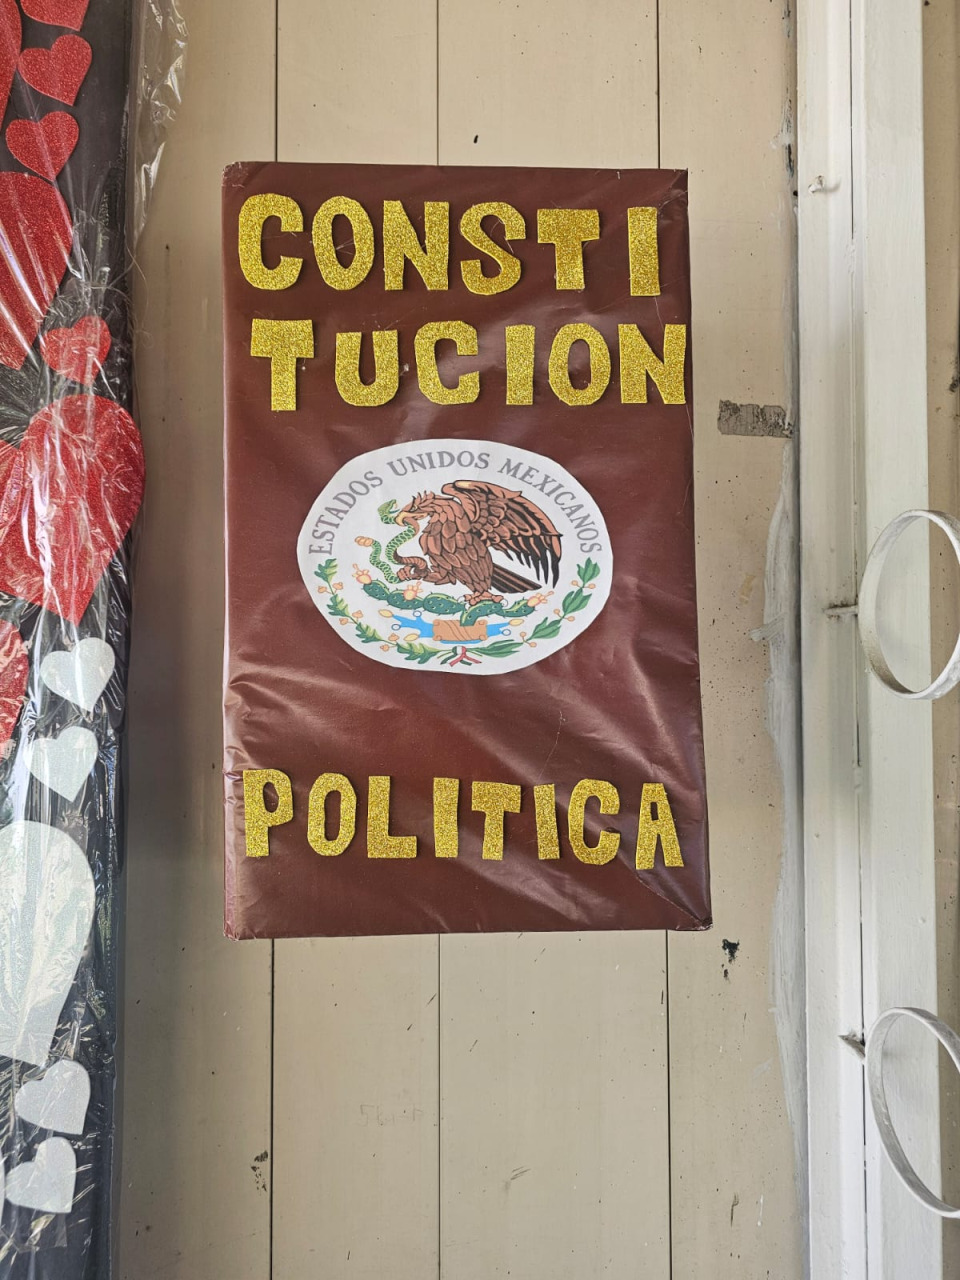 CONSTI
TUCION
ESTADOS UNIDOS MEXICANOS
POLITICA